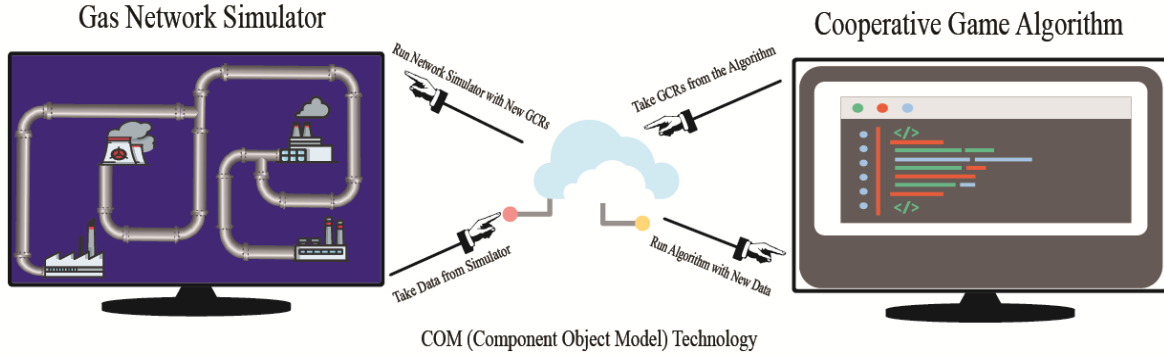 Gas Network Simulator
Cooperative Game Algorithm
Run Network Simulator with New GCRs
Take GCRs from the Algorithm
</>
</>
Take Data from Simulator
Run Algorithm with New Data
COM (Component Object Model) Technology